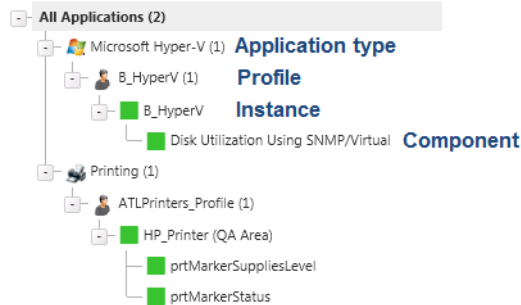 All Applications (2)
Microsoft Hyper-V (1) Application type
B_HyperV (1) Profile
B_HyperV Instance
Disk Utilization Using SNMP/Virtual Component
Printing (1)
ATLPrinters_Profile (1)
HP_Printer (QA Area)
prtMarkerSuppliesLevel
prtMarkerStatus